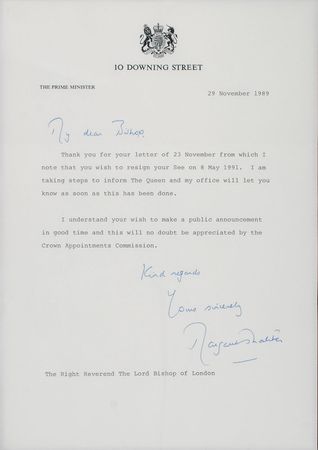 10 DOWNING STREET
THE PRIME MINISTER
29 November 1989
My dear Bishop,
Thank you for your letter of 23 November from which I
note that you wish to resign your See on 8 May 1991. I am
taking steps to inform The Queen and my office will let you
know as soon as this has been done.
I understand your wish to make a public announcement
in good time and this will no doubt be appreciated by the
Crown Appointments Commission.
Kind regards
Yours sincerely
Margaret Thatcher
The Right Reverend The Lord Bishop of London